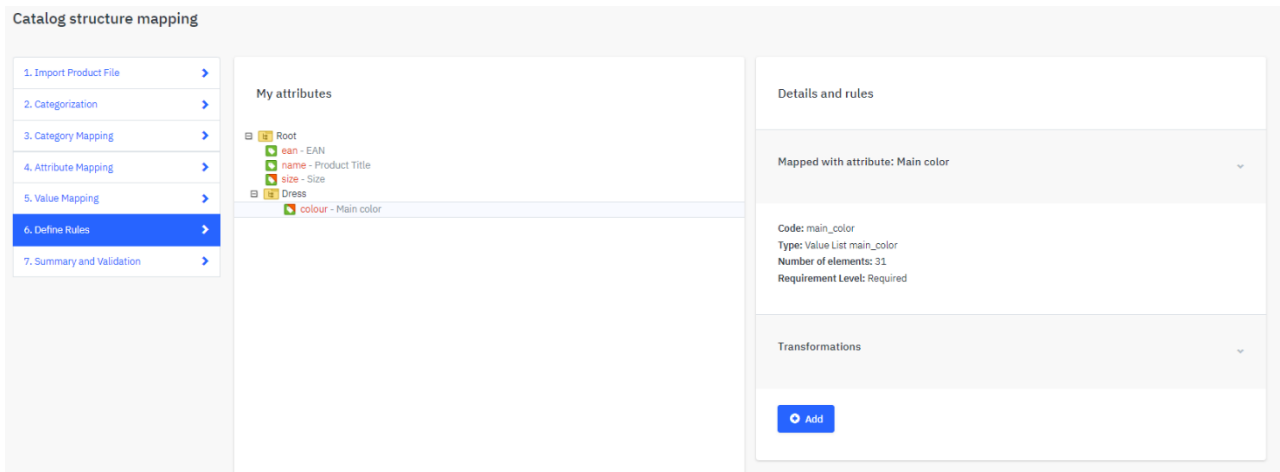 Catalog structure mapping
1. Import Product File
2. Categorization
3. Category Mapping
4. Attribute Mapping
5. Value Mapping
6. Define Rules
7. Summary and Validation
My attributes
Root
ean - EAN
name - Product Title
size - Size
Dress
colour - Main color
Details and rules
Mapped with attribute: Main color
Code: main_color
Type: Value List main_color
Number of elements: 31
Requirement Level: Required
Transformations
Add